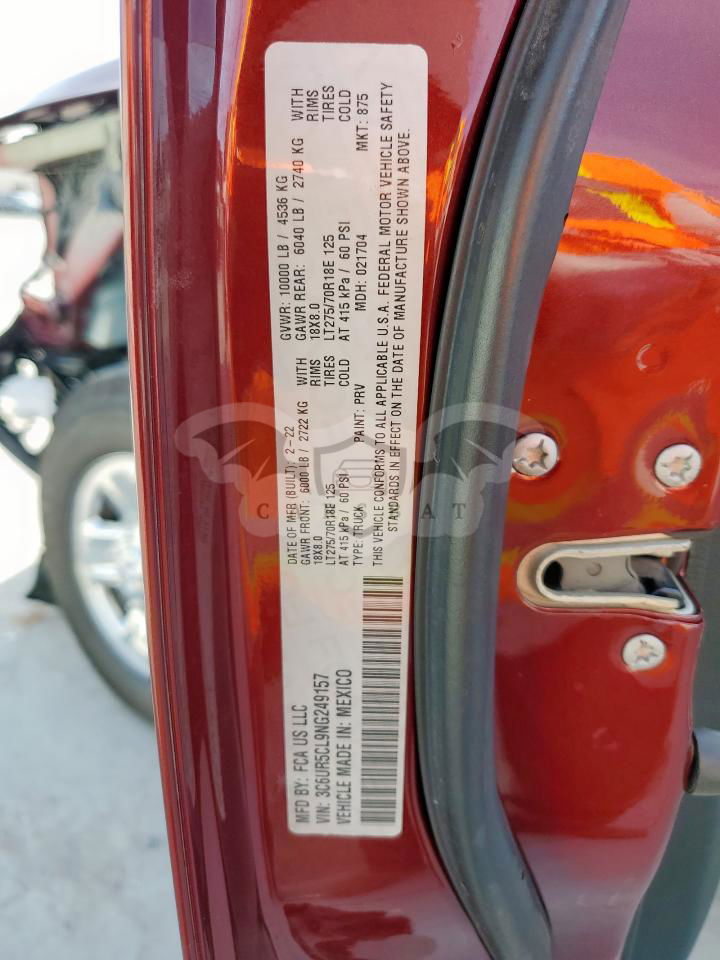 MFD BY: FCA US LLC
VIN: 3C6UR5CL9NG249157
VEHICLE MADE IN: MEXICO
DATE OF MFR (BUILT): 2-22 GVWR: 10000 LB / 4536 KG
GAWR FRONT: 6000 LB / 2722 KG WITH GAWR REAR: 6040 LB / 2740 KG WITH
18X8.0 RIMS 18X8.0 RIMS
LT275/70R18E 125 TIRES LT275/70R18E 125 TIRES
AT 415 kPa / 60 PSI COLD AT 415 kPa / 60 PSI COLD
TYPE: TRUCK PAINT: PRV MDH: 021704 MKT: 875
THIS VEHICLE CONFORMS TO ALL APPLICABLE U.S.A. FEDERAL MOTOR VEHICLE SAFETY
STANDARDS IN EFFECT ON THE DATE OF MANUFACTURE SHOWN ABOVE.